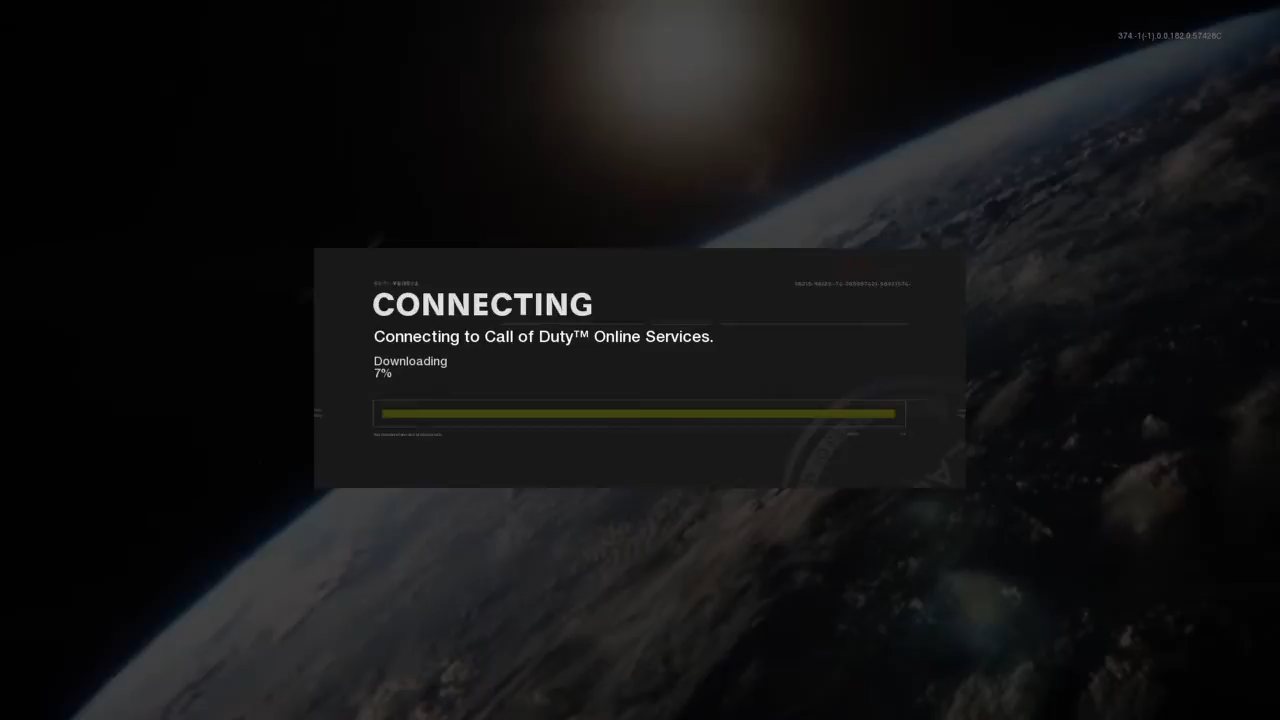 CONNECTING
Connecting to Call of Duty™ Online Services.
Downloading
7%